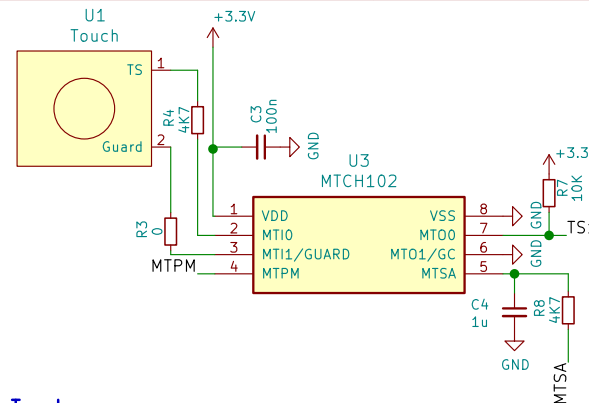 U1
Touch
TS
1
Guard
2
+3.3V
R4
4K7
C3
100n
GND
R3
0
MTPM
U3
MTCH102
1
VDD
2
MTI0
3
MTI1/GUARD
4
MTPM
VSS
8
MTO0
7
MTO1/GC
6
MTSA
5
GND
GND
+3.3
R7
10K
TS
C4
1u
GND
R8
4K7
MTSA